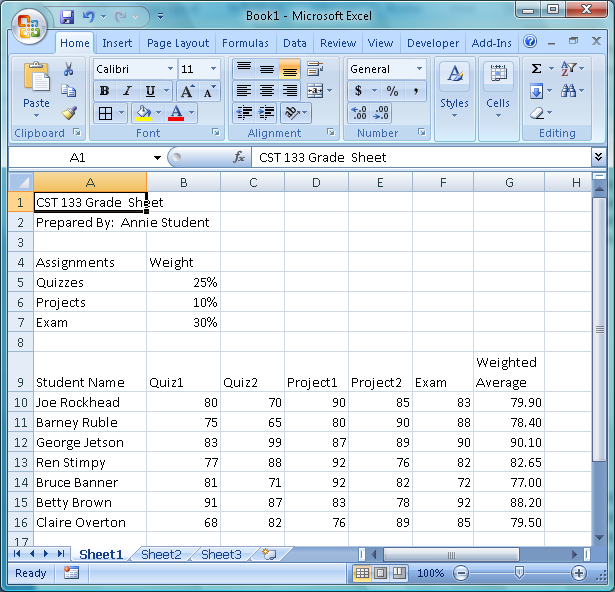 Book1 - Microsoft Excel
Home Insert Page Layout Formulas Data Review View Developer Add-Ins
Calibri 11 General
Paste B I U A A $ % , Styles Cells Σ
Clipboard Font Alignment Number Editing
A1 fx CST 133 Grade Sheet
A B C D E F G H
1 CST 133 Grade Sheet
2 Prepared By: Annie Student
3
4 Assignments Weight
5 Quizzes 25%
6 Projects 10%
7 Exam 30%
8
Weighted
9 Student Name Quiz1 Quiz2 Project1 Project2 Exam Average
10 Joe Rockhead 80 70 90 85 83 79.90
11 Barney Ruble 75 65 80 90 88 78.40
12 George Jetson 83 99 87 89 90 90.10
13 Ren Stimpy 77 88 92 76 82 82.65
14 Bruce Banner 81 71 92 82 72 77.00
15 Betty Brown 91 87 83 78 92 88.20
16 Claire Overton 68 82 76 89 85 79.50
17
Sheet1 Sheet2 Sheet3
Ready 100%